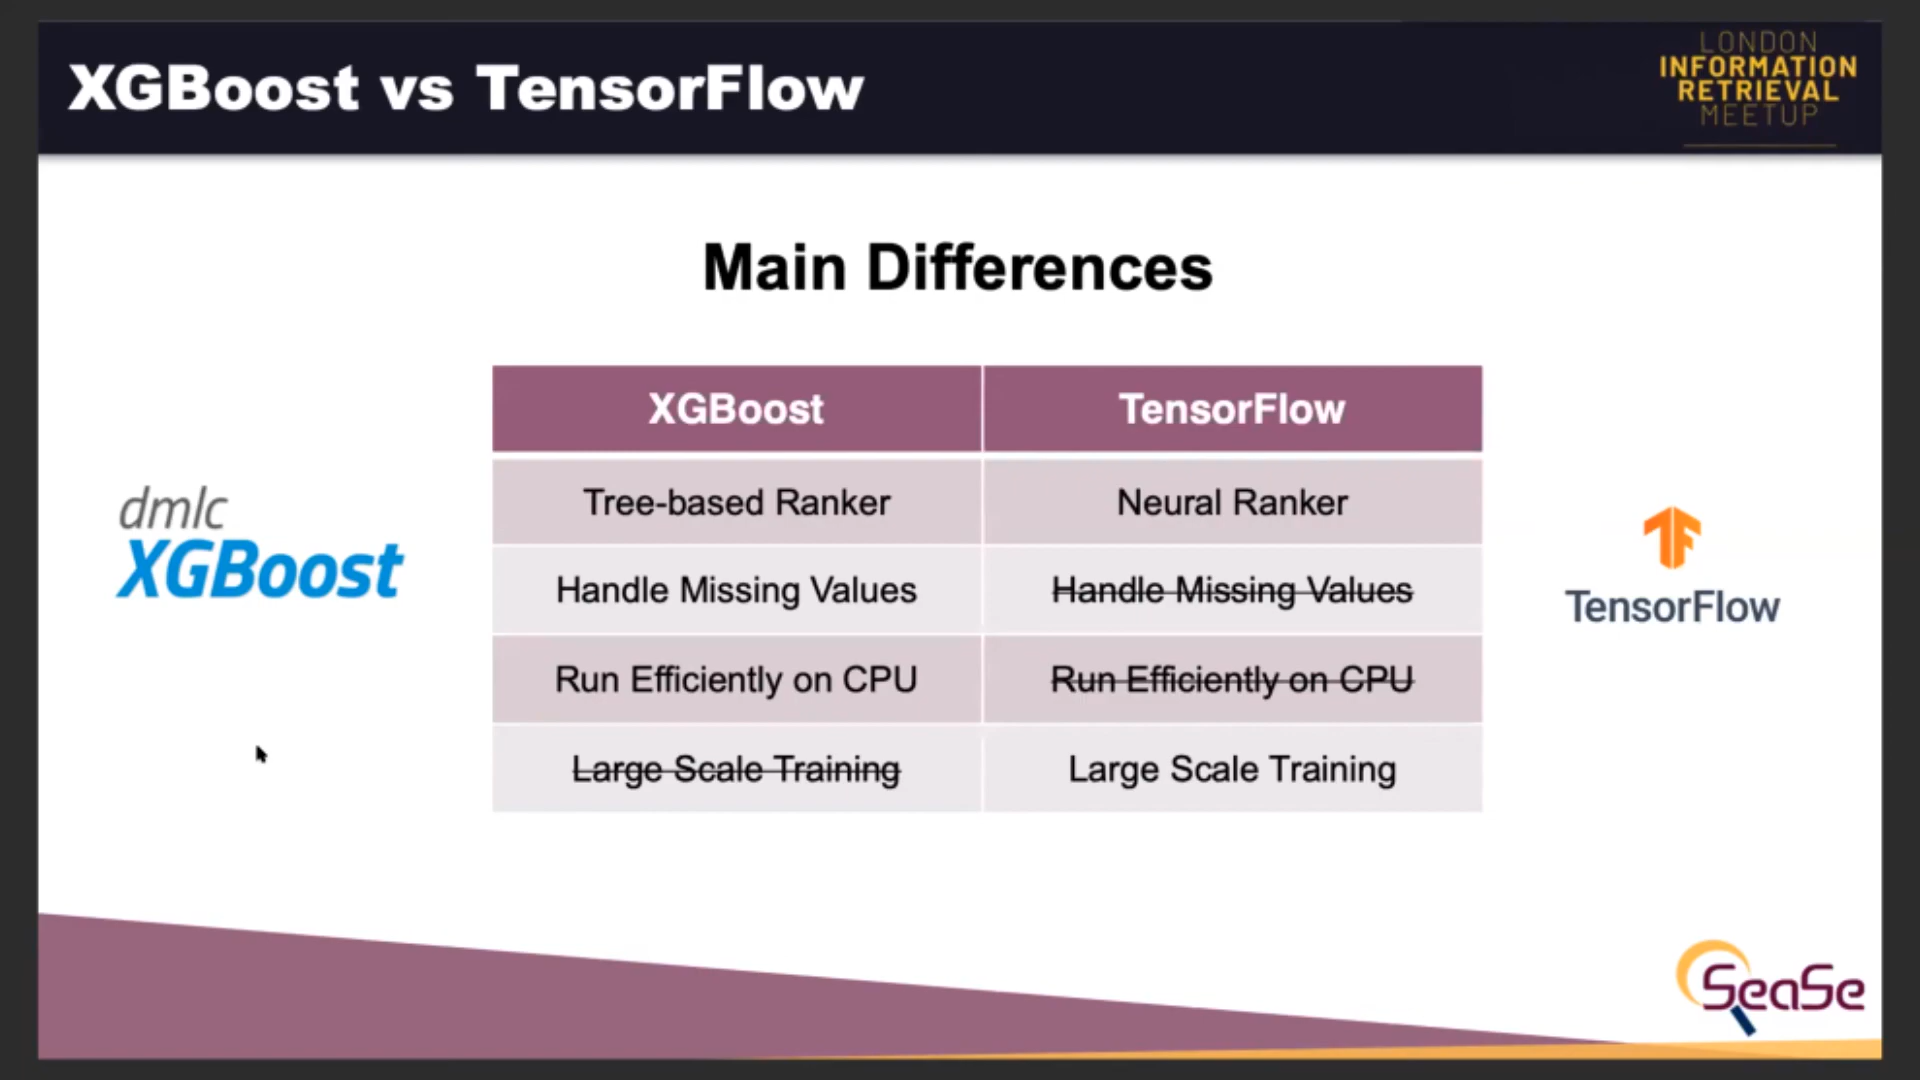 XGBoost vs TensorFlow
LONDON
INFORMATION
RETRIEVAL
MEETUP
Main Differences
XGBoost TensorFlow
Tree-based Ranker Neural Ranker
Handle Missing Values Handle Missing Values
Run Efficiently on CPU Run Efficiently on CPU
Large Scale Training Large Scale Training
dmlc
XGBoost
TensorFlow
SeaSe